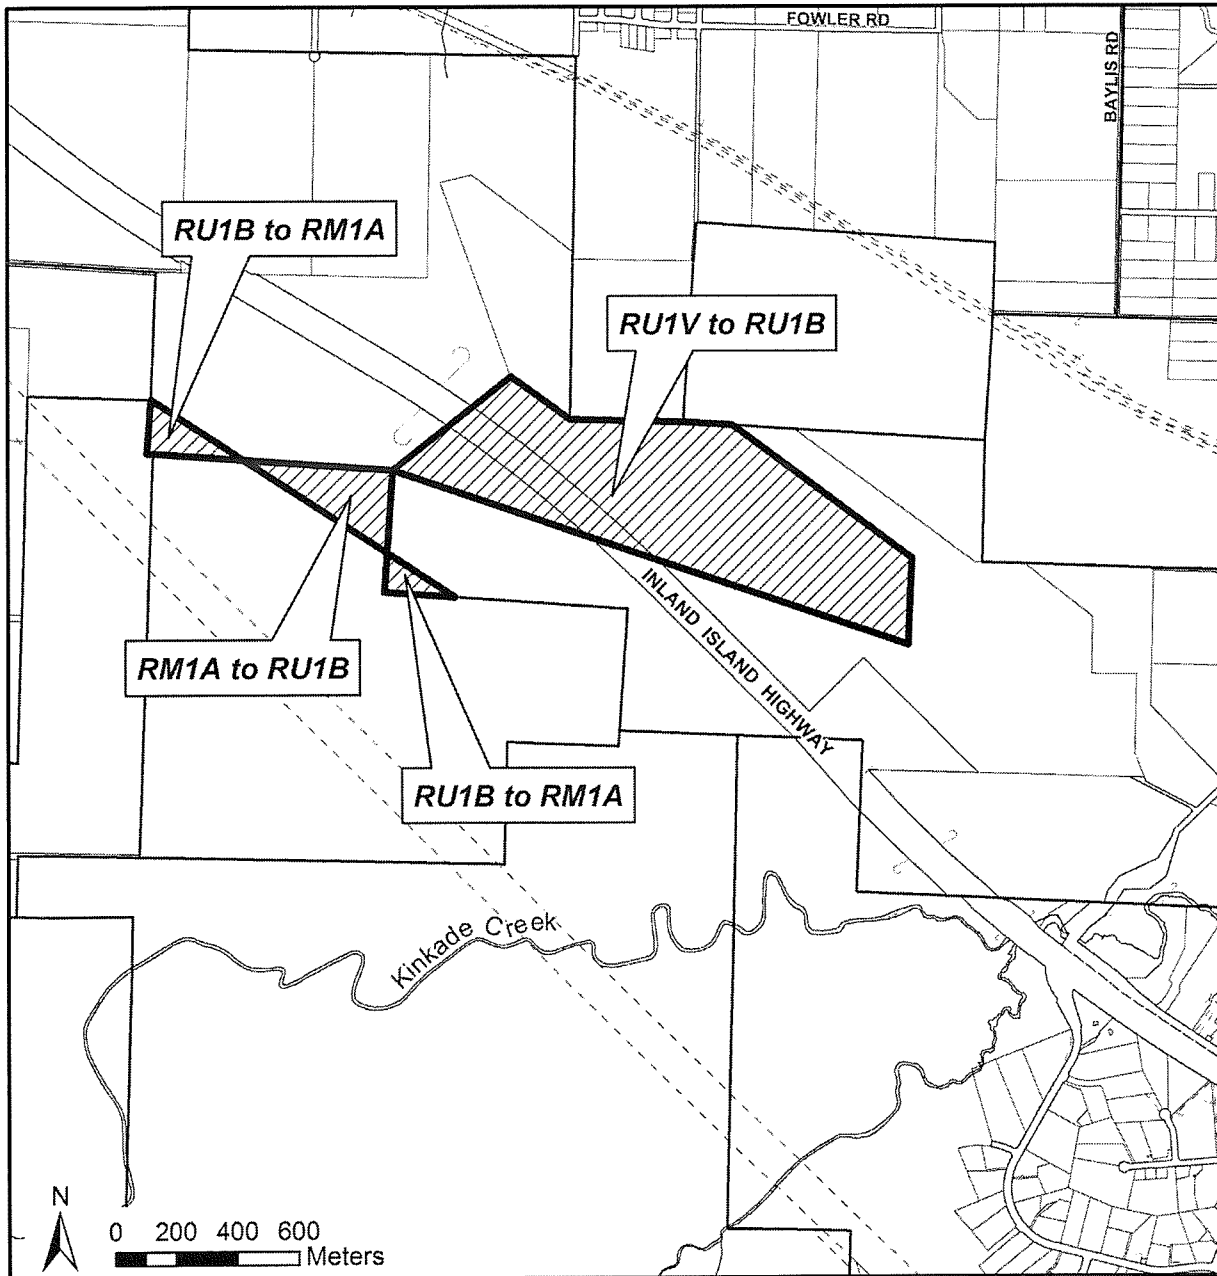 FOWLER RD
BAYLIS RD
RU1B to RM1A
RU1V to RU1B
INLAND ISLAND HIGHWAY
RM1A to RU1B
RU1B to RM1A
Kinkade Creek
N
0 200 400 600
Meters